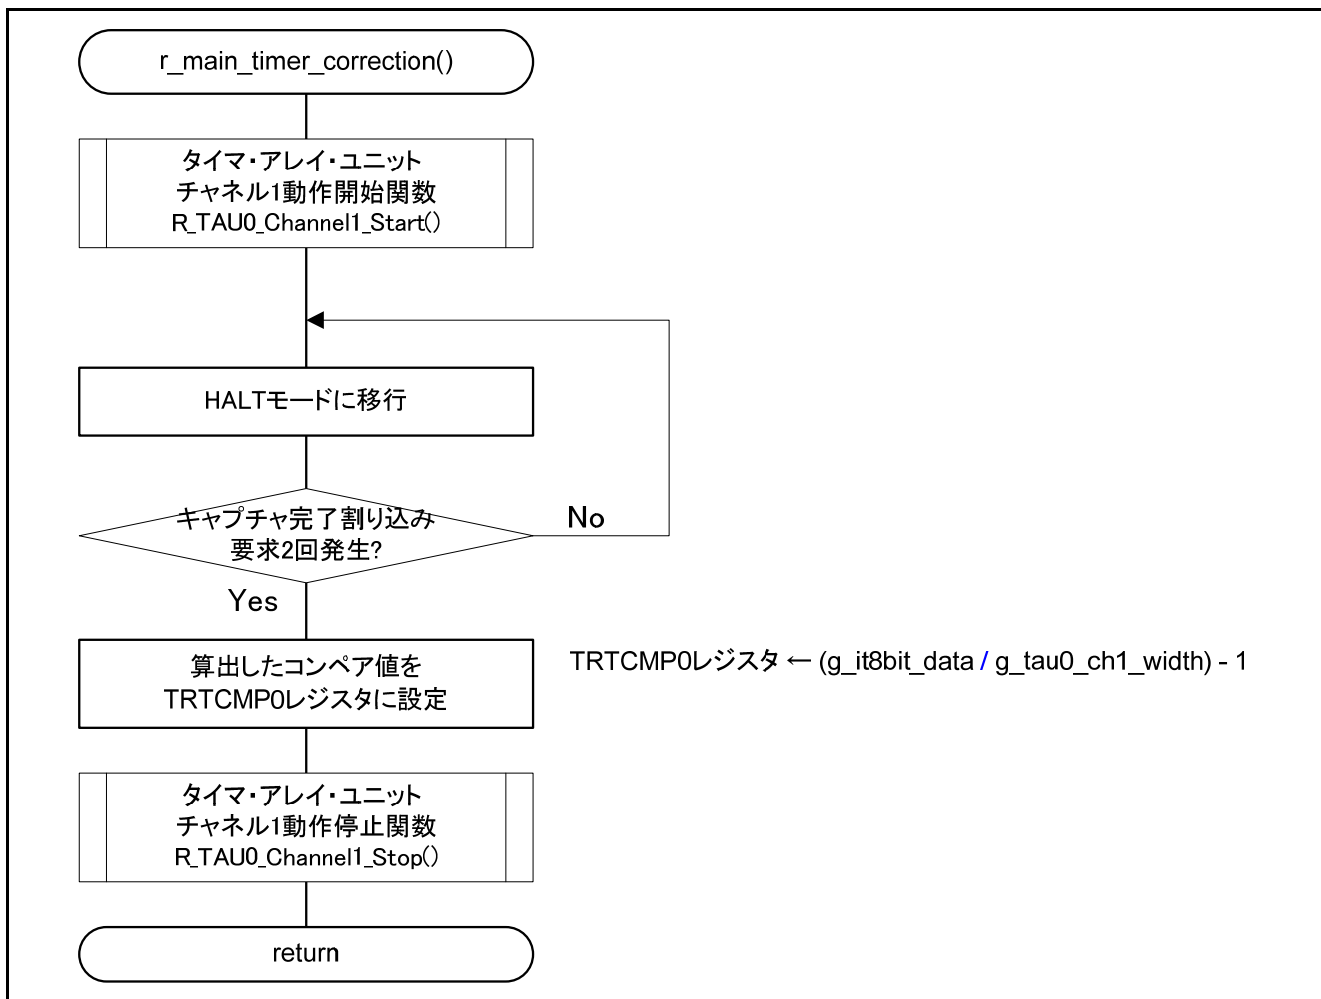 r_main_timer_correction()
タイマ・アレイ・ユニット
チャネル1動作開始関数
R_TAU0_Channel1_Start()
HALTモードに移行
キャプチャ完了割り込み
要求2回発生?
No
Yes
算出したコンペア値を
TRTCMP0レジスタに設定
TRTCMP0レジスタ ← (g_it8bit_data / g_tau0_ch1_width) - 1
タイマ・アレイ・ユニット
チャネル1動作停止関数
R_TAU0_Channel1_Stop()
return